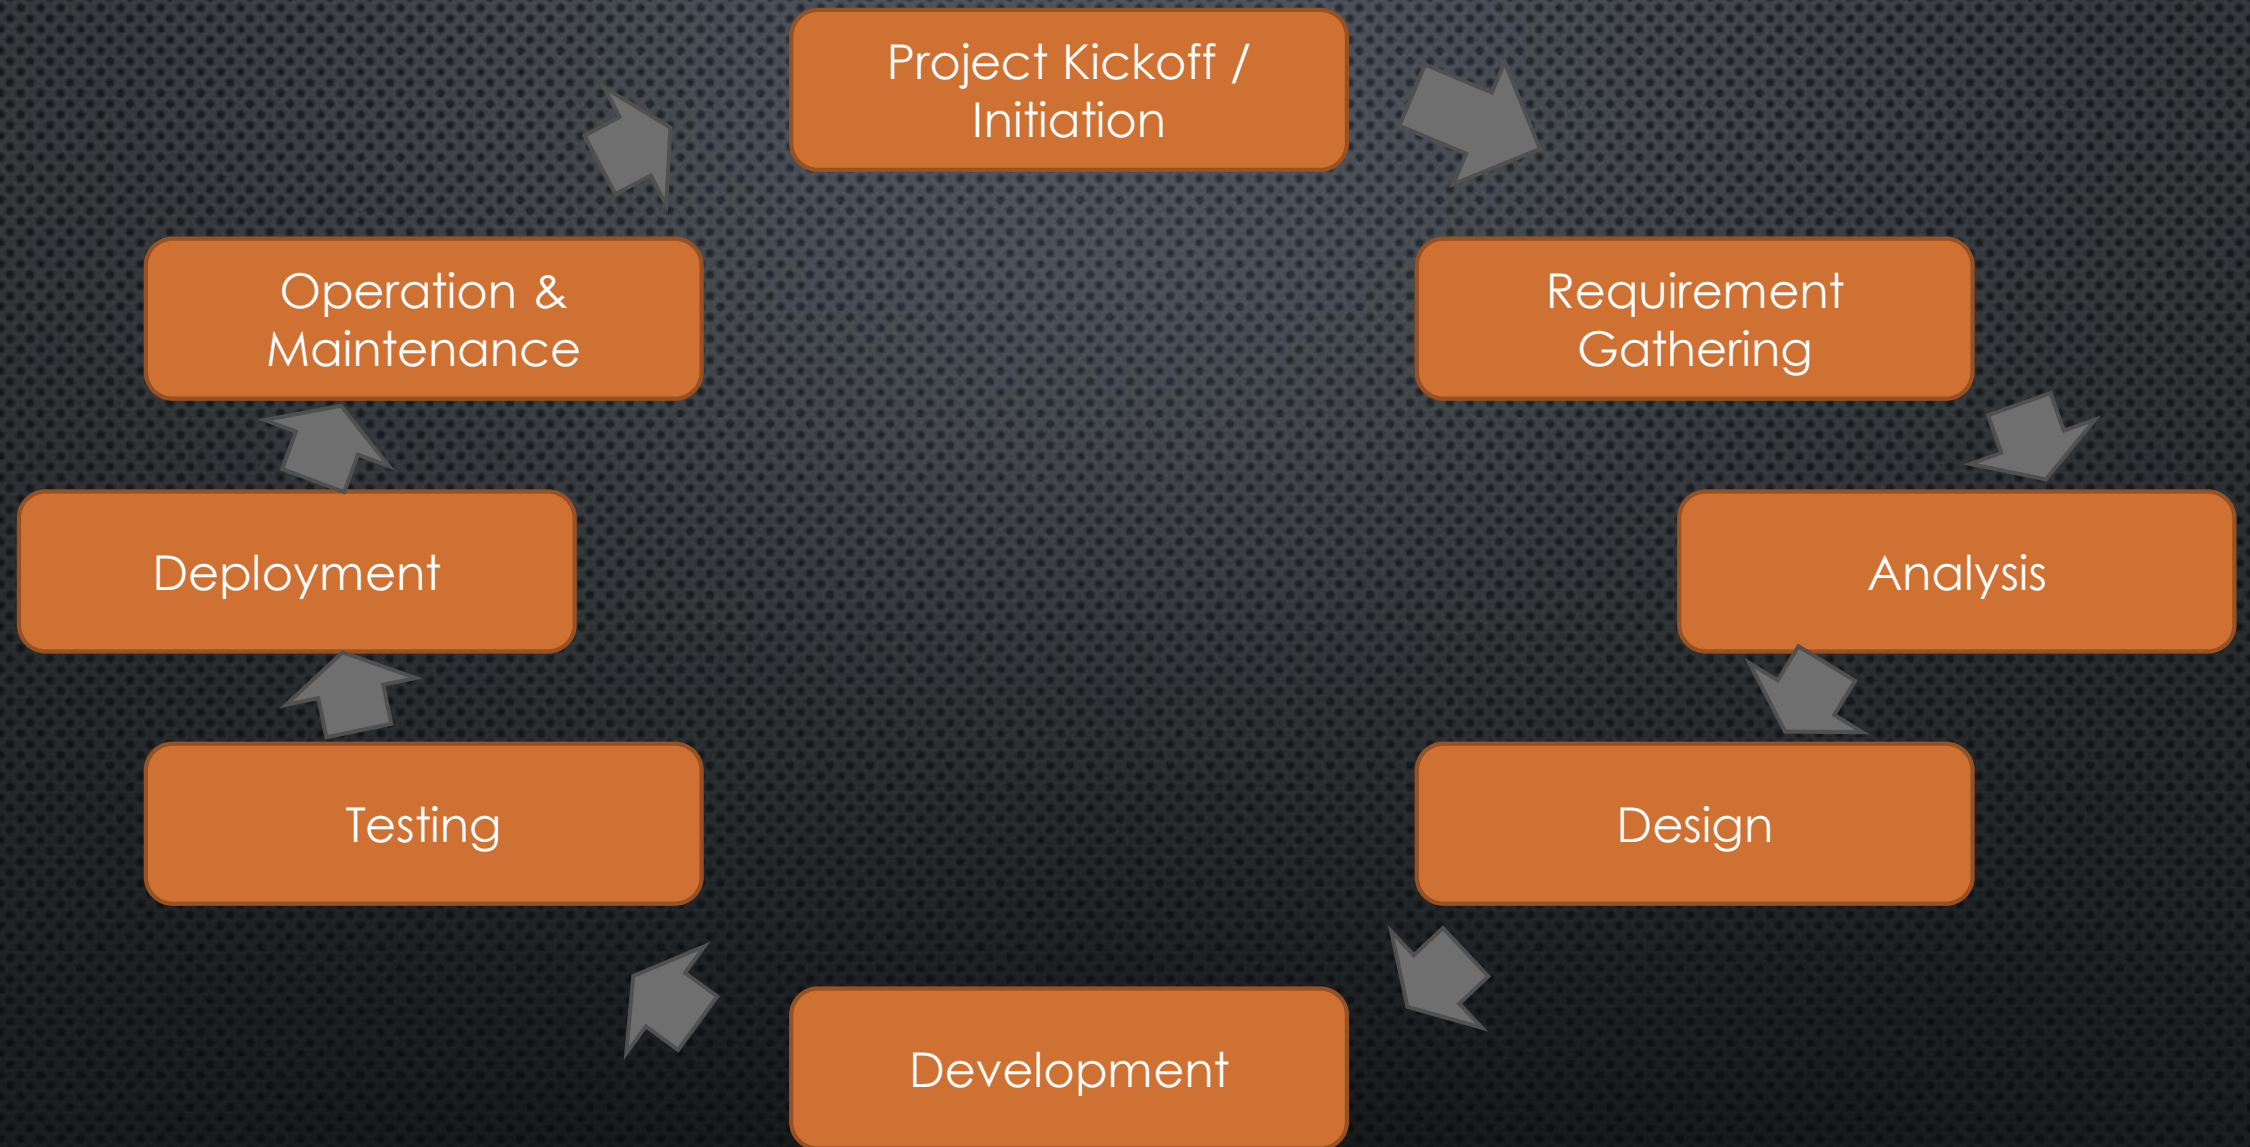 Project Kickoff /
Initiation
Requirement
Gathering
Analysis
Design
Development
Testing
Deployment
Operation &
Maintenance